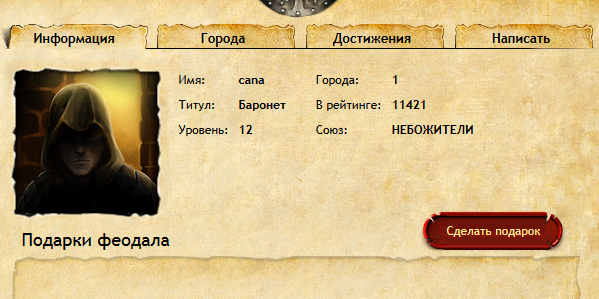 Информация Города Достижения Написать
Имя: cana Города: 1
Титул: Баронет В рейтинге: 11421
Уровень: 12 Союз: НЕБОЖИТЕЛИ
Подарки феодала Сделать подарок